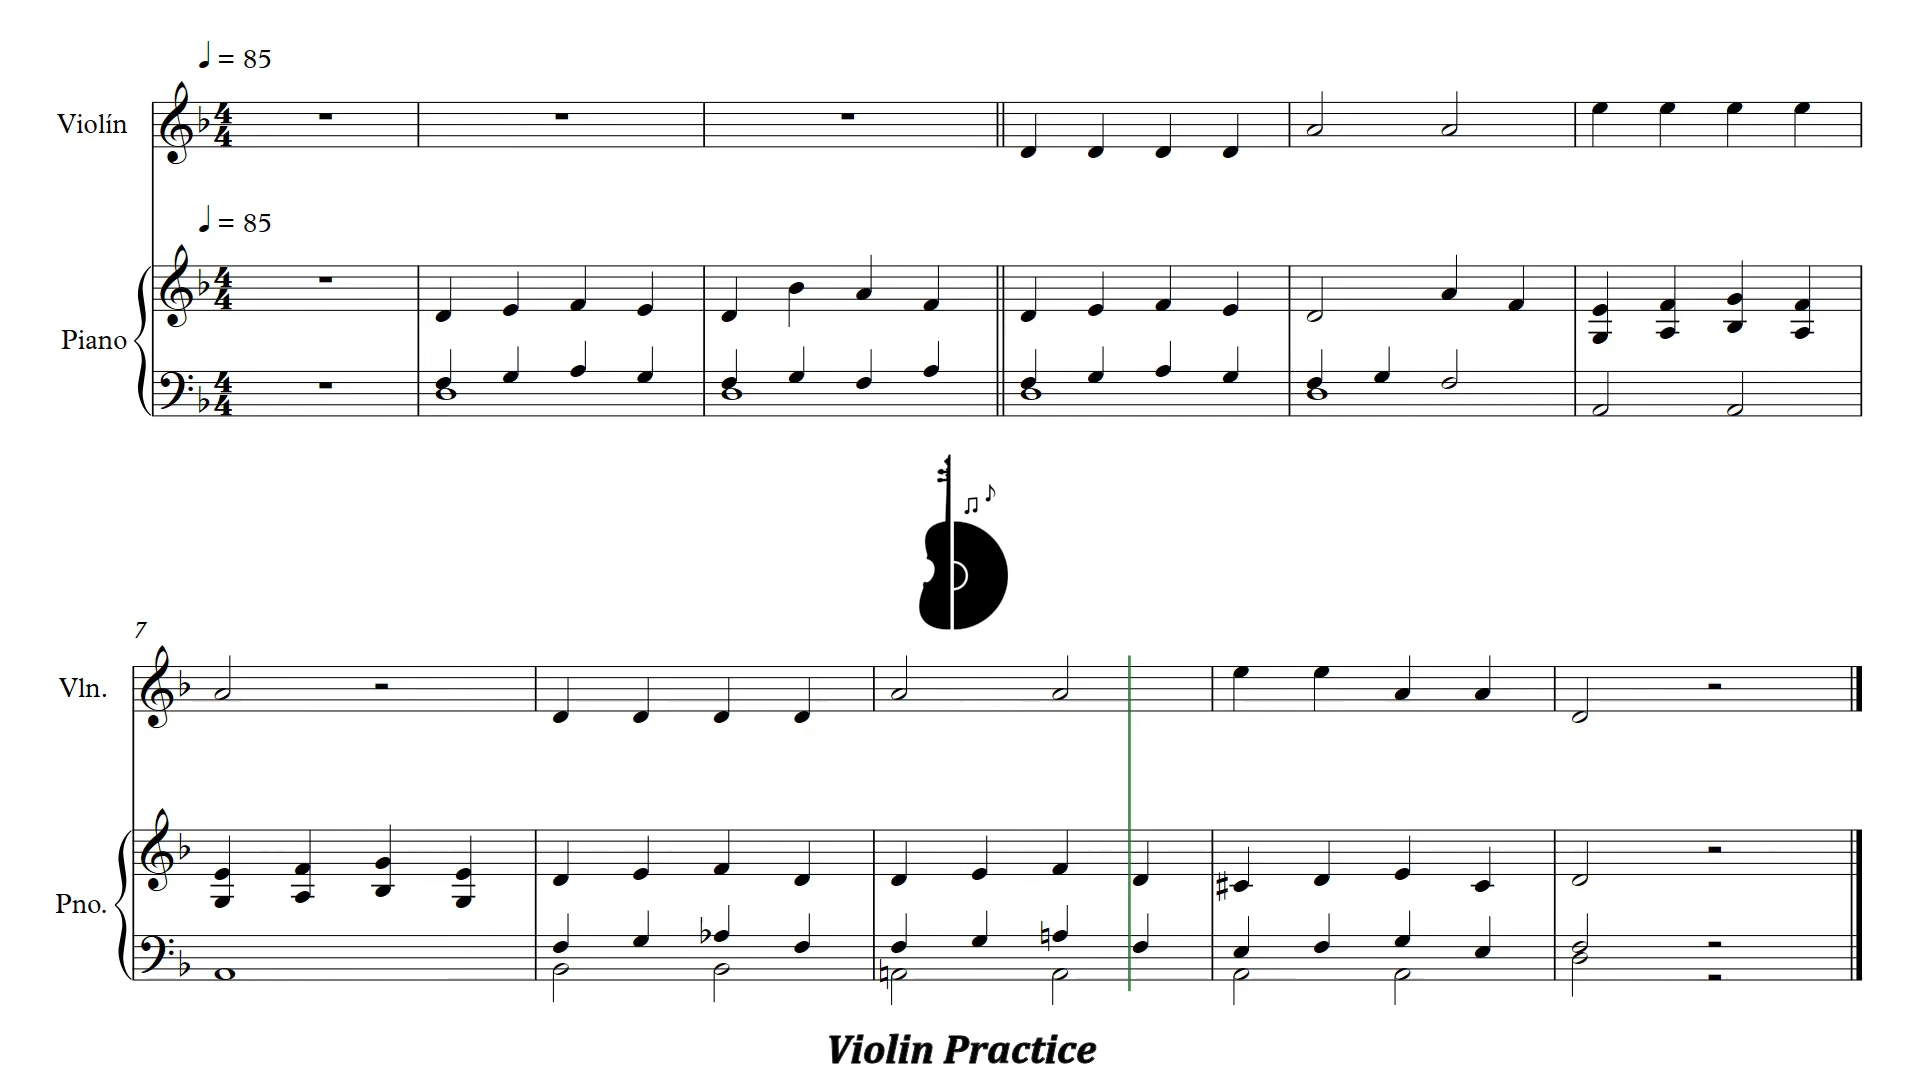 ♩ = 85
Violín
♩ = 85
Piano
7
Vln.
Pno.
Violin Practice